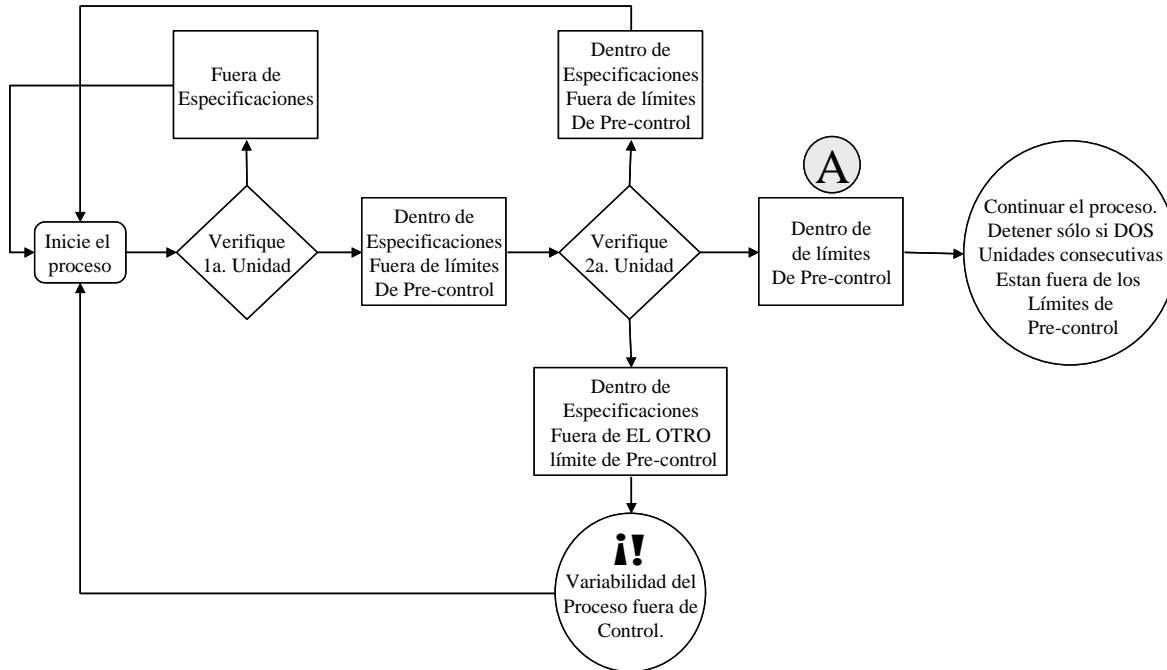 Fuera de
Especificaciones
Dentro de
Especificaciones
Fuera de límites
De Pre-control
A
Inicie el
proceso
Verifique
1a. Unidad
Dentro de
Especificaciones
Fuera de límites
De Pre-control
Verifique
2a. Unidad
Dentro de
de límites
De Pre-control
Continuar el proceso.
Detener sólo si DOS
Unidades consecutivas
Estan fuera de los
Límites de
Pre-control
Dentro de
Especificaciones
Fuera de EL OTRO
límite de Pre-control
¡!
Variabilidad del
Proceso fuera de
Control.